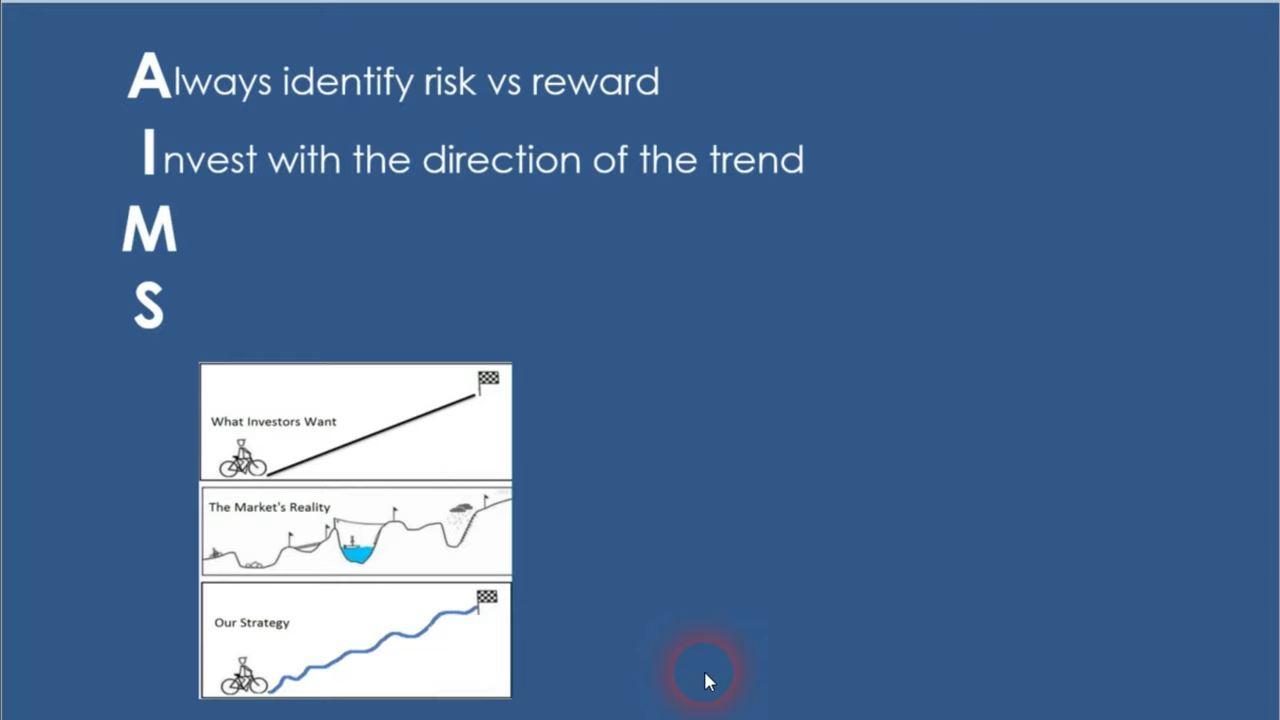 Always identify risk vs reward
Invest with the direction of the trend
M
S
What Investors Want
The Market's Reality
Our Strategy